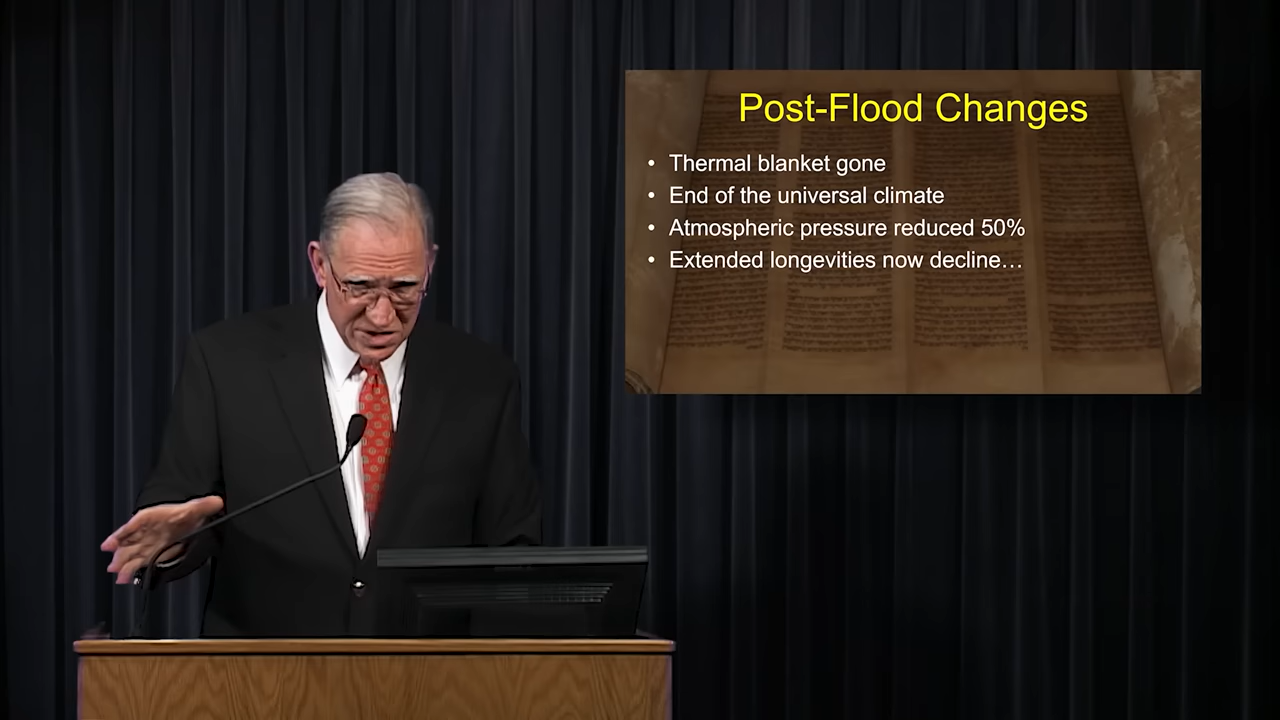 Post-Flood Changes
• Thermal blanket gone
• End of the universal climate
• Atmospheric pressure reduced 50%
• Extended longevities now decline…